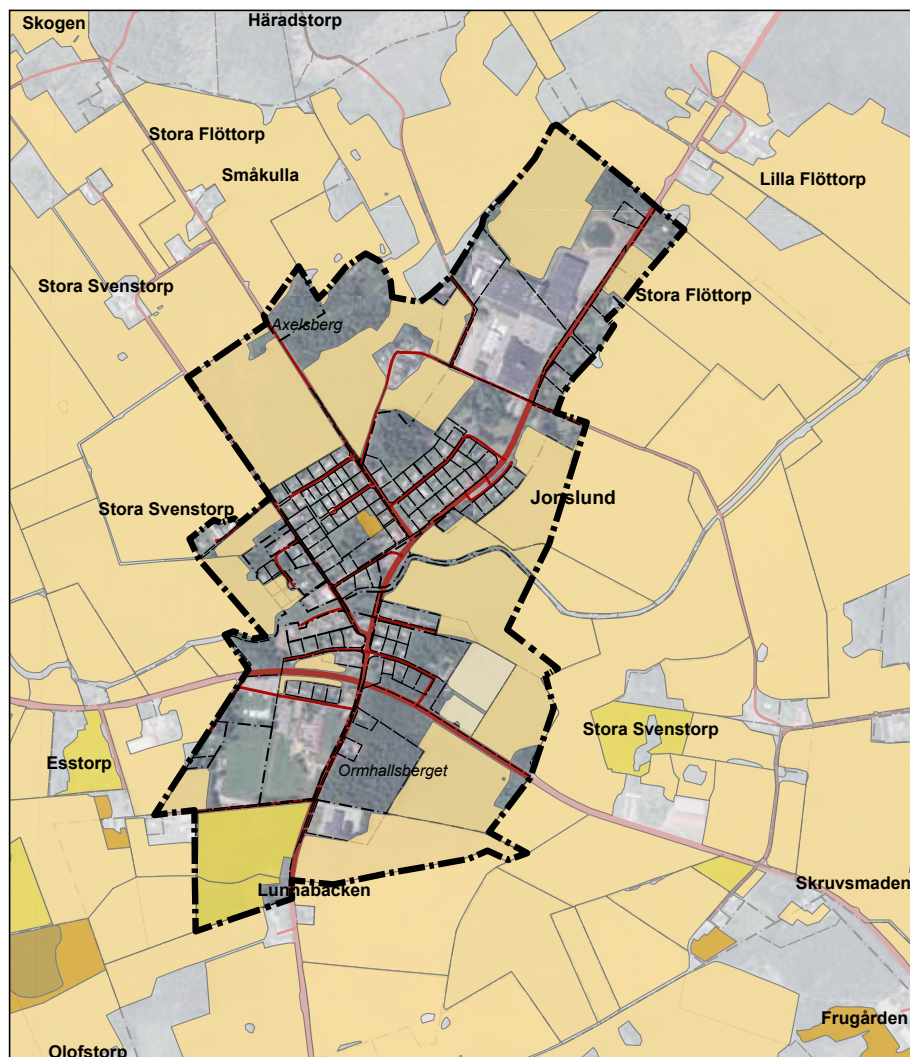 Skogen
Häradstorp
Stora Flöttorp
Småkulla
Lilla Flöttorp
Stora Svenstorp
Stora Flöttorp
Axelsberg
Jonslund
Stora Svenstorp
Stora Svenstorp
Esstorp
Ormhallsberget
Skruvsmaden
Lunnabacken
Frugården
Olofstorp